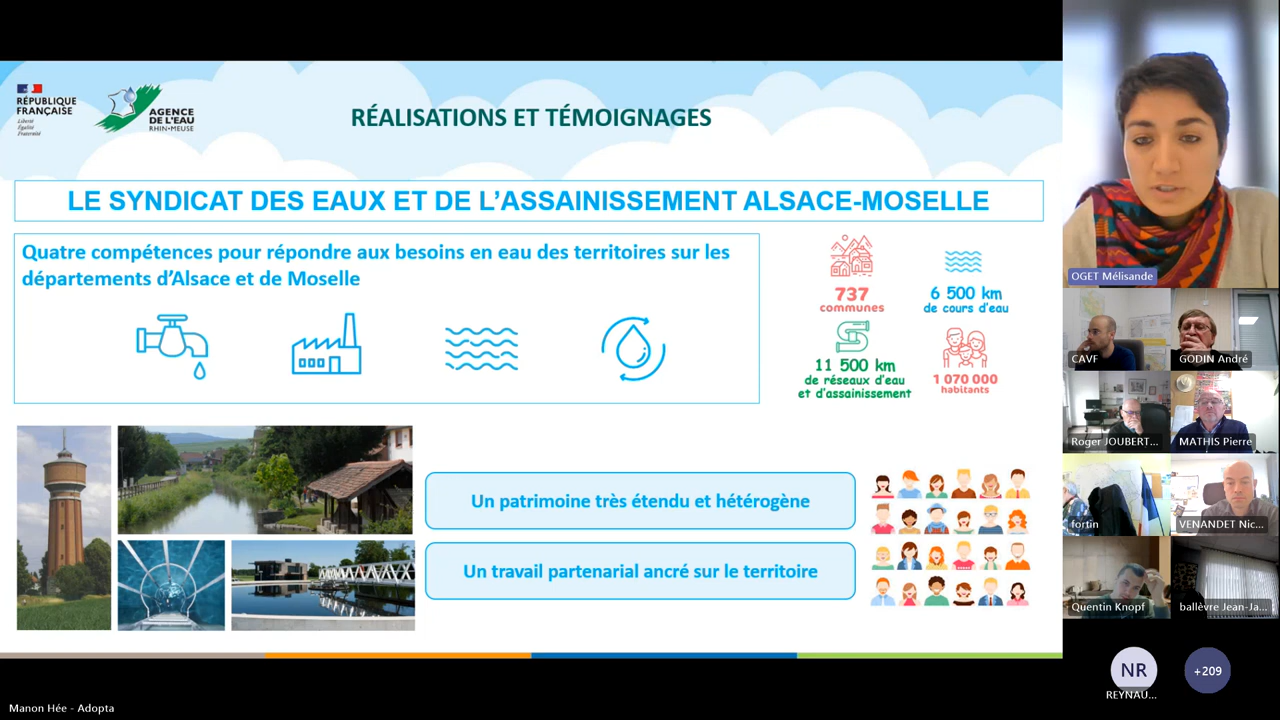 RÉPUBLIQUE
FRANÇAISE
Liberté
Égalité
Fraternité
AGENCE
DE L'EAU
RHIN•MEUSE
RÉALISATIONS ET TÉMOIGNAGES
LE SYNDICAT DES EAUX ET DE L’ASSAINISSEMENT ALSACE-MOSELLE
Quatre compétences pour répondre aux besoins en eau des territoires sur les
départements d’Alsace et de Moselle
737
communes
6 500 km
de cours d'eau
11 500 km
de réseaux d'eau
et d'assainissement
1 070 000
habitants
Un patrimoine très étendu et hétérogène
Un travail partenarial ancré sur le territoire
OGET Mélisande
CAVF
GODIN André
Roger JOUBERT...
MATHIS Pierre
fortin
VENANDET Nic...
Quentin Knopf
ballèvre Jean-Ja...
NR
REYNAU...
+209
Manon Hée - Adopta